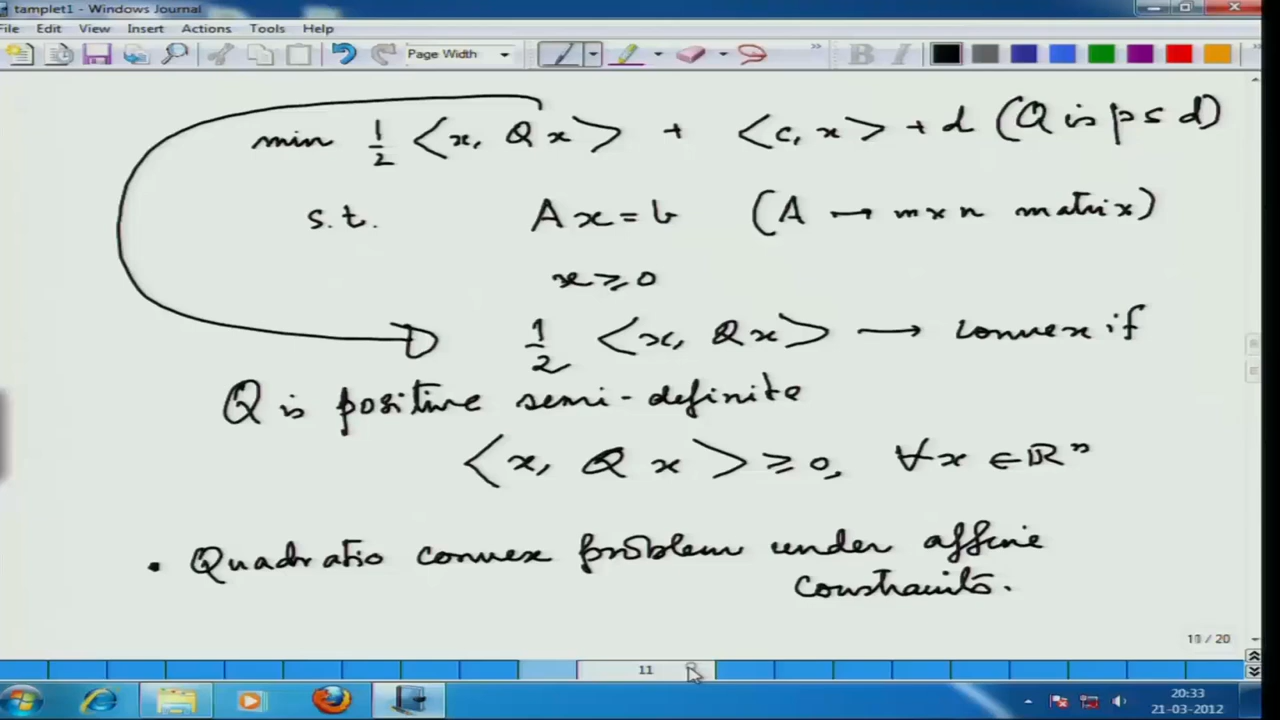 tamplet1 - Windows Journal
File Edit View Insert Actions Tools Help
Page Width
min 1/2 <x, Qx> + <c, x> + d (Q is psd)
s.t. Ax = b (A → m×n matrix)
x ≥ 0
1/2 <x, Qx> → convex if
Q is positive semi-definite
<x, Qx> ≥ 0, ∀x ∈ ℝⁿ
• Quadratic convex problem under affine
constraints.
11
20:33
21-03-2012